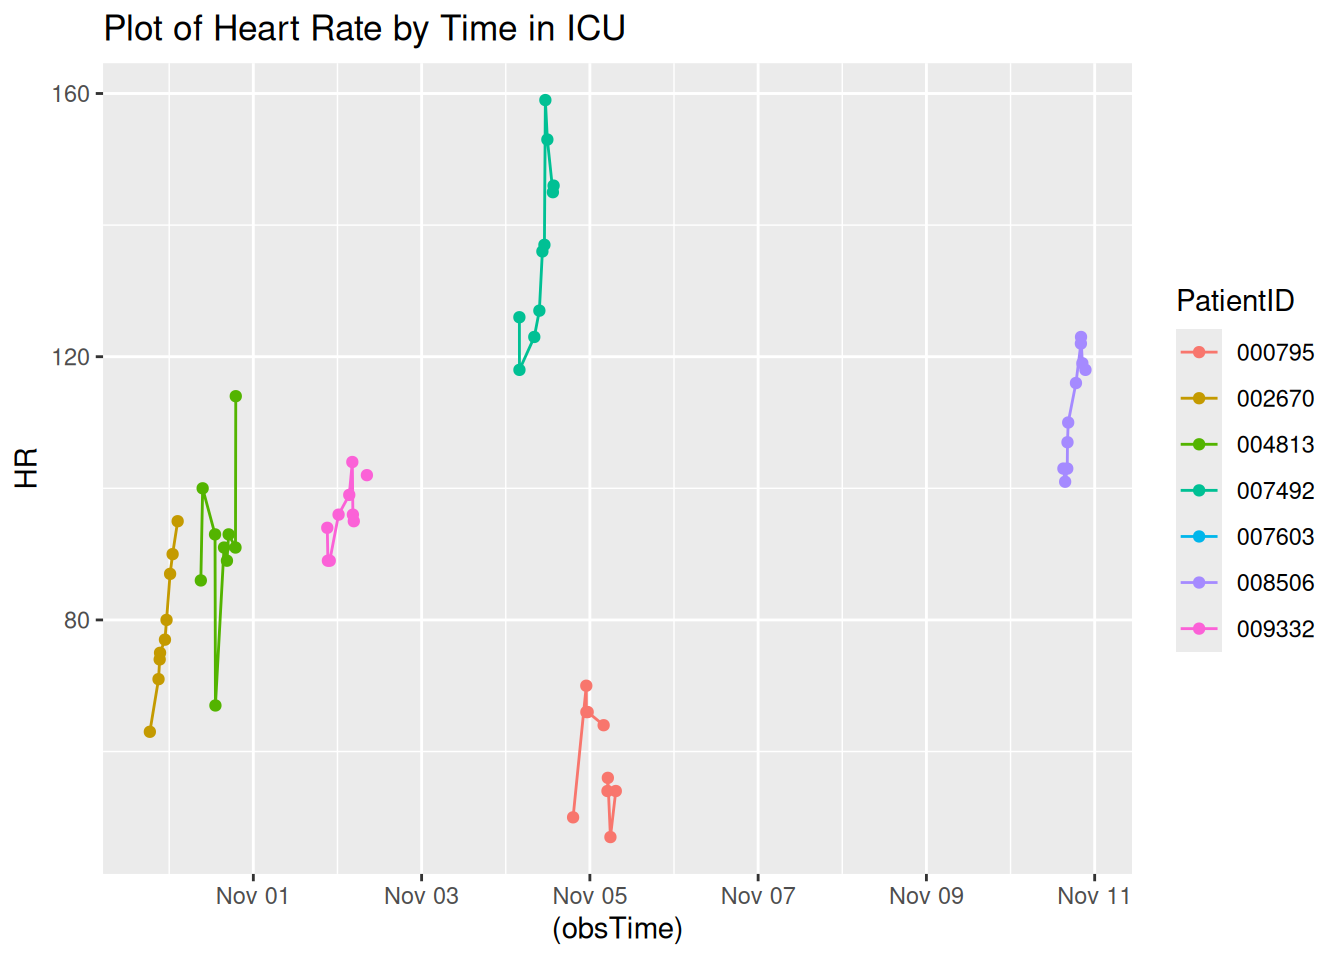 Plot of Heart Rate by Time in ICU
160
120
80
HR
Nov 01
Nov 03
Nov 05
Nov 07
Nov 09
Nov 11
(obsTime)
PatientID
000795
002670
004813
007492
007603
008506
009332